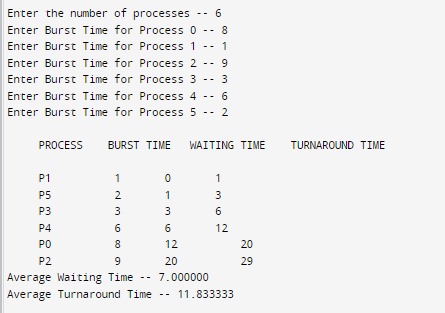 Enter the number of processes -- 6
Enter Burst Time for Process 0 -- 8
Enter Burst Time for Process 1 -- 1
Enter Burst Time for Process 2 -- 9
Enter Burst Time for Process 3 -- 3
Enter Burst Time for Process 4 -- 6
Enter Burst Time for Process 5 -- 2
PROCESS BURST TIME WAITING TIME TURNAROUND TIME
P1 1 0 1
P5 2 1 3
P3 3 3 6
P4 6 6 12
P0 8 12 20
P2 9 20 29
Average Waiting Time -- 7.000000
Average Turnaround Time -- 11.833333